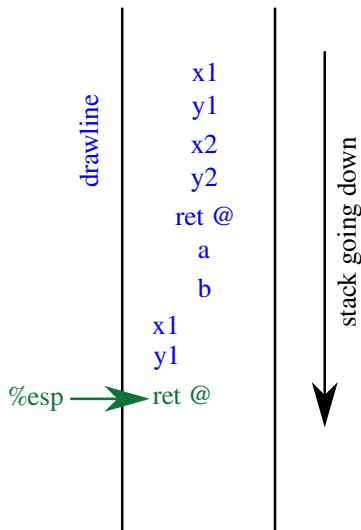 drawline
x1
y1
x2
y2
ret @
a
b
x1
y1
%esp
ret @
stack going down